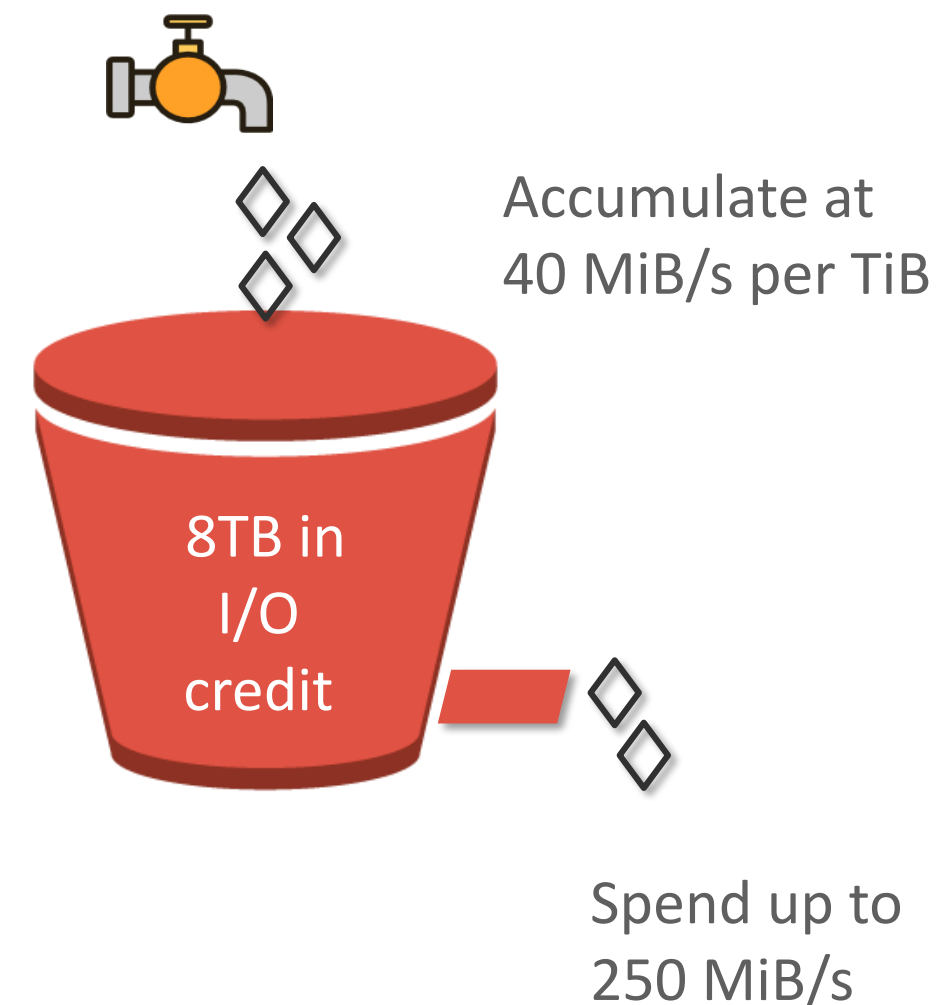 Accumulate at
40 MiB/s per TiB
8TB in
I/O
credit
Spend up to
250 MiB/s